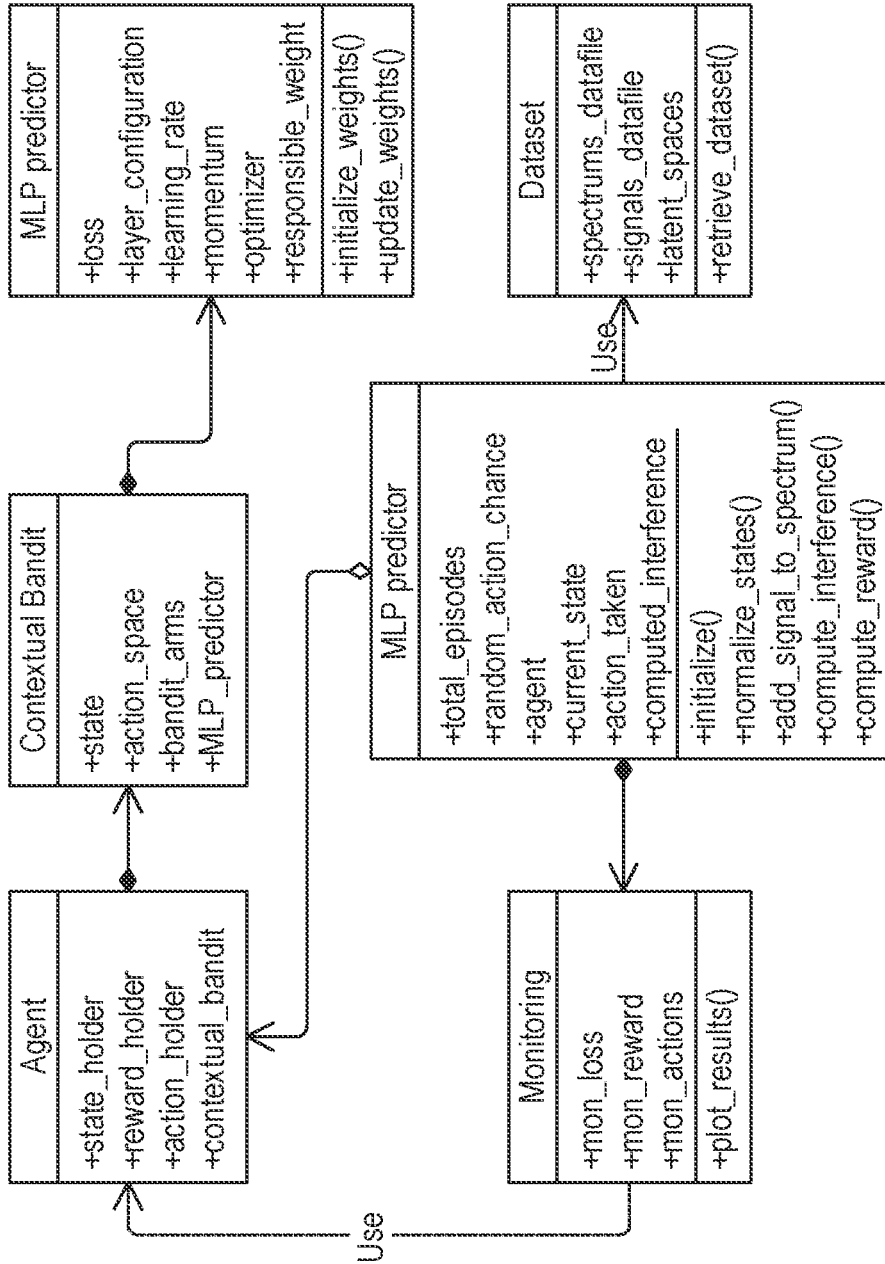 Agent
+state_holder
+reward_holder
+action_holder
+contextual_bandit
Contextual Bandit
+state
+action_space
+bandit_arms
+MLP_predictor
MLP predictor
+loss
+layer_configuration
+learning_rate
+momentum
+optimizer
+responsible_weight
+initialize_weights()
+update_weights()
Use
Monitoring
+mon_loss
+mon_reward
+mon_actions
+plot_results()
MLP predictor
+total_episodes
+random_action_chance
+agent
+current_state
+action_taken
+computed_interference
+initialize()
+normalize_states()
+add_signal_to_spectrum()
+compute_interference()
+compute_reward()
Use
Dataset
+spectrums_datafile
+signals_datafile
+latent_spaces
+retrieve_dataset()